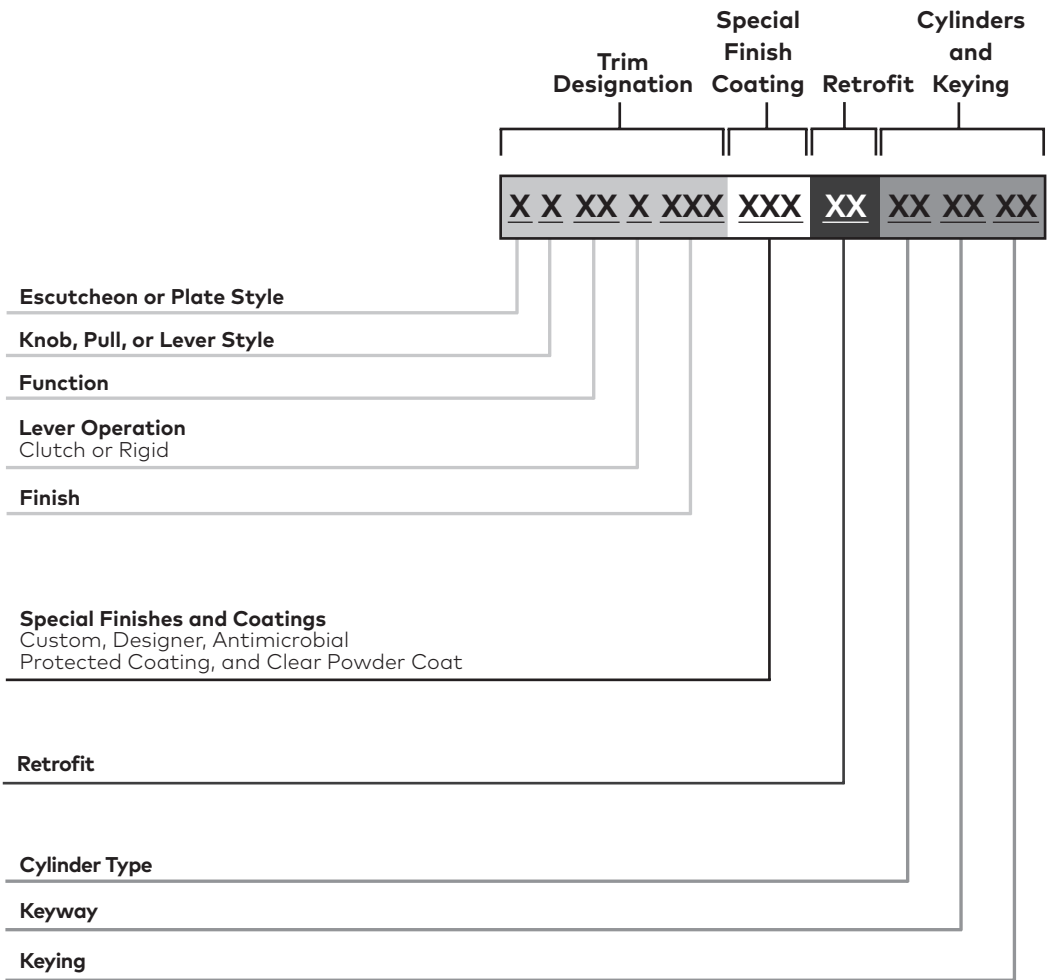 Special
Finish
Coating
Cylinders
and
Keying
Trim
Designation
Retrofit
X X XX X XXX XXX XX XX XX XX
Escutcheon or Plate Style
Knob, Pull, or Lever Style
Function
Lever Operation
Clutch or Rigid
Finish
Special Finishes and Coatings
Custom, Designer, Antimicrobial
Protected Coating, and Clear Powder Coat
Retrofit
Cylinder Type
Keyway
Keying